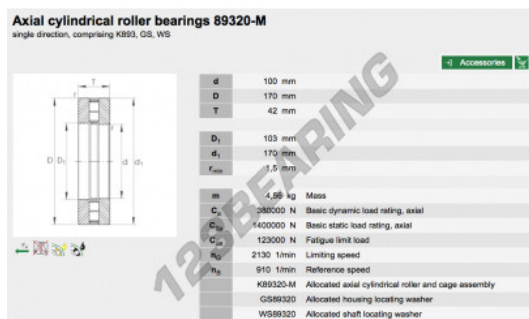 Axial cylindrical roller bearings 89320-M
single direction, comprising K893, GS, WS
Accessories
T
r
r
D D1 d d1
d 100 mm
D 170 mm
T 42 mm
D1 103 mm
d1 170 mm
rmin 1,5 mm
m 4,56 kg Mass
Ca 380000 N Basic dynamic load rating, axial
C0a 1400000 N Basic static load rating, axial
Cua 123000 N Fatigue limit load
nG 2130 1/min Limiting speed
nB 910 1/min Reference speed
K89320-M Allocated axial cylindrical roller and cage assembly
GS89320 Allocated housing locating washer
WS89320 Allocated shaft locating washer
123BEARING